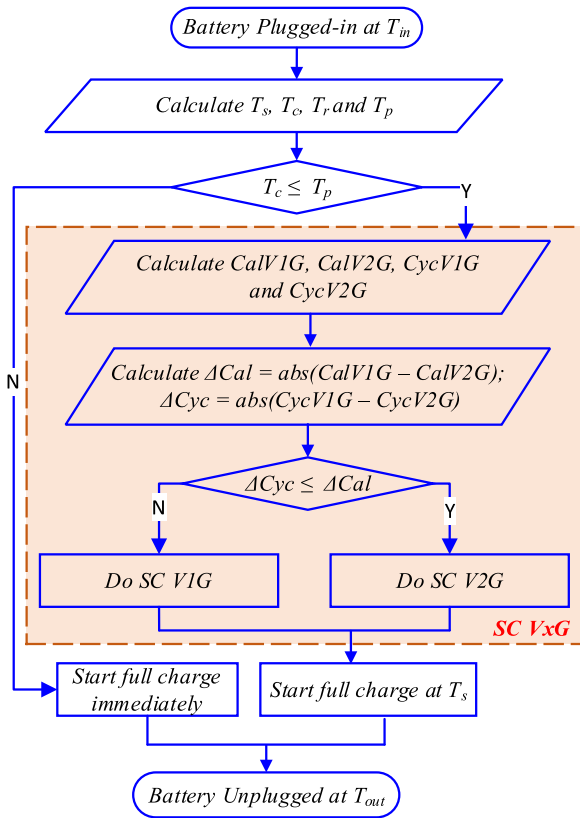 Battery Plugged-in at Tin
Calculate Ts, Tc, Tr and Tp
Tc ≤ Tp
Y
Calculate CalV1G, CalV2G, CycV1G
and CycV2G
Calculate ΔCal = abs(CalV1G – CalV2G);
ΔCyc = abs(CycV1G – CycV2G)
N
ΔCyc ≤ ΔCal
N
Y
Do SC V1G
Do SC V2G
SC VxG
Start full charge
immediately
Start full charge at Ts
Battery Unplugged at Tout